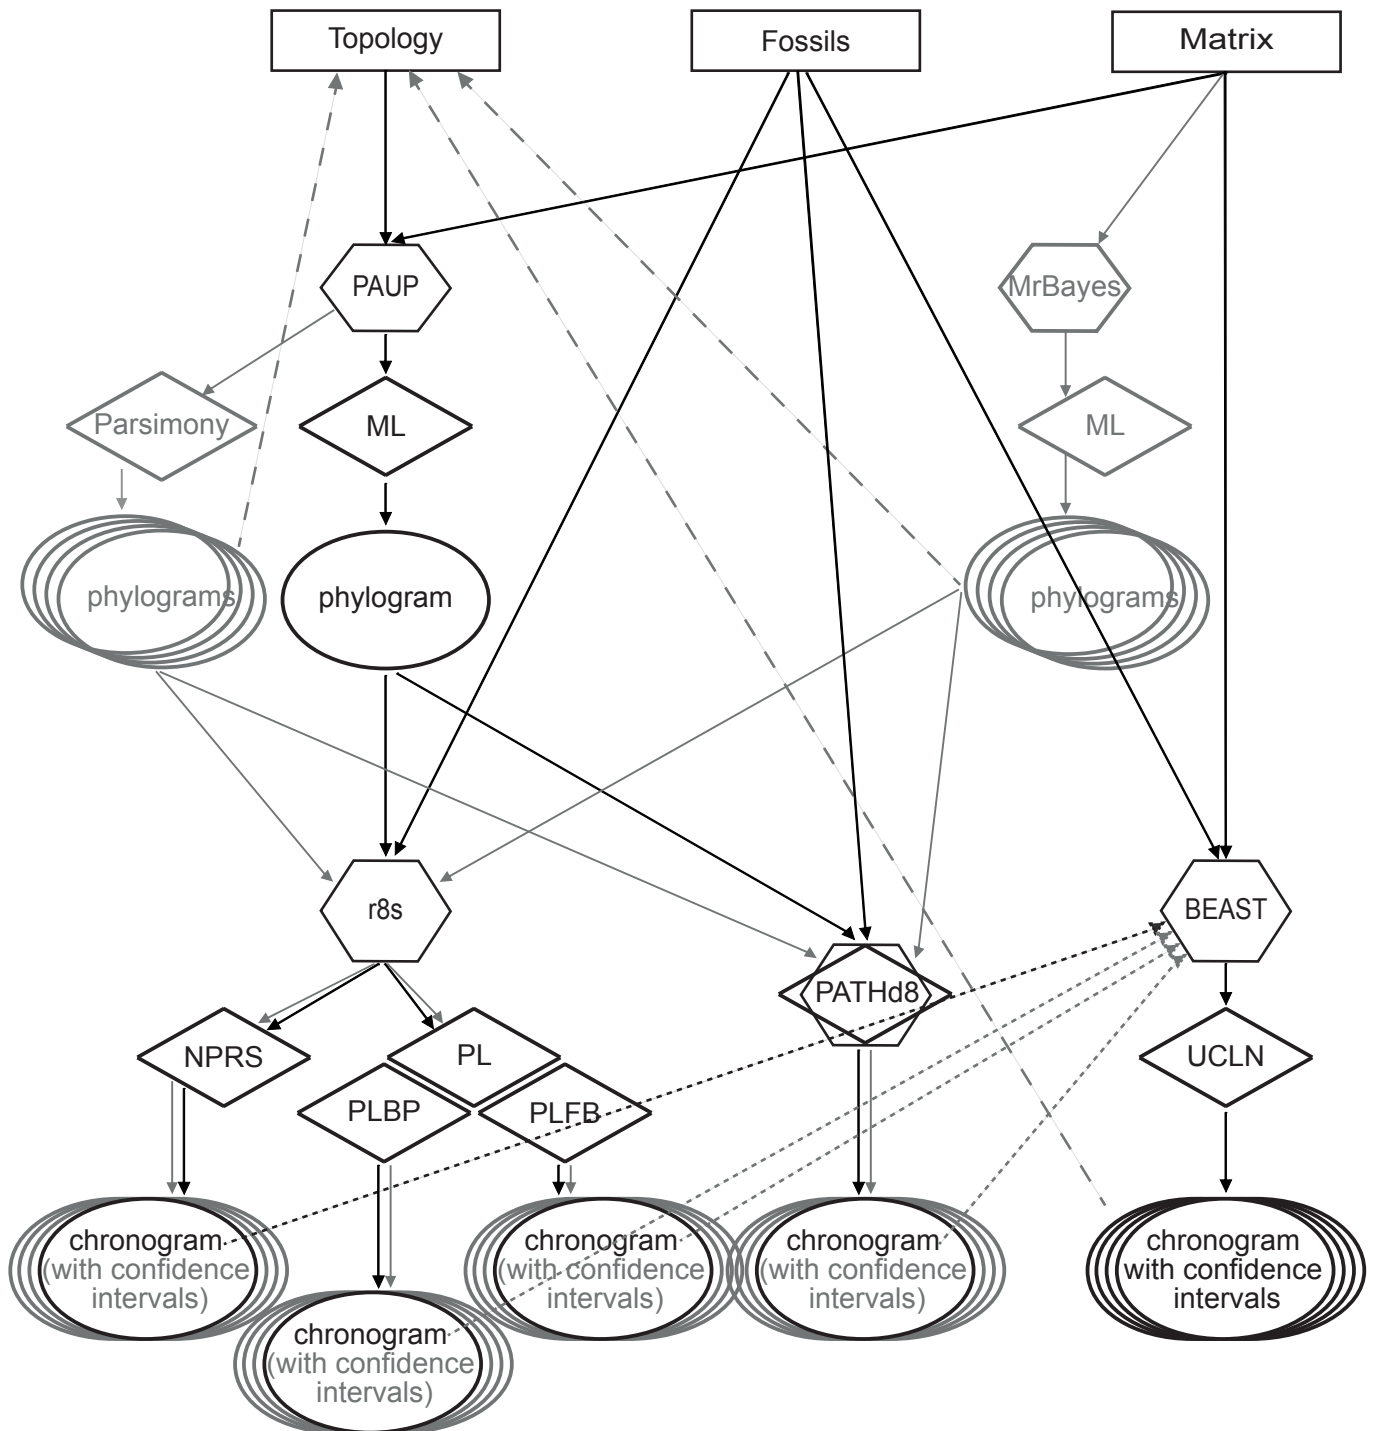 Topology
Fossils
Matrix
PAUP
MrBayes
Parsimony
ML
ML
phylograms
phylogram
phylograms
r8s
BEAST
PATHd8
NPRS
PL
UCLN
PLBP
PLFB
chronogram
(with confidence
intervals)
chronogram
(with confidence
intervals)
chronogram
(with confidence
intervals)
chronogram
(with confidence
intervals)
chronogram
with confidence
intervals